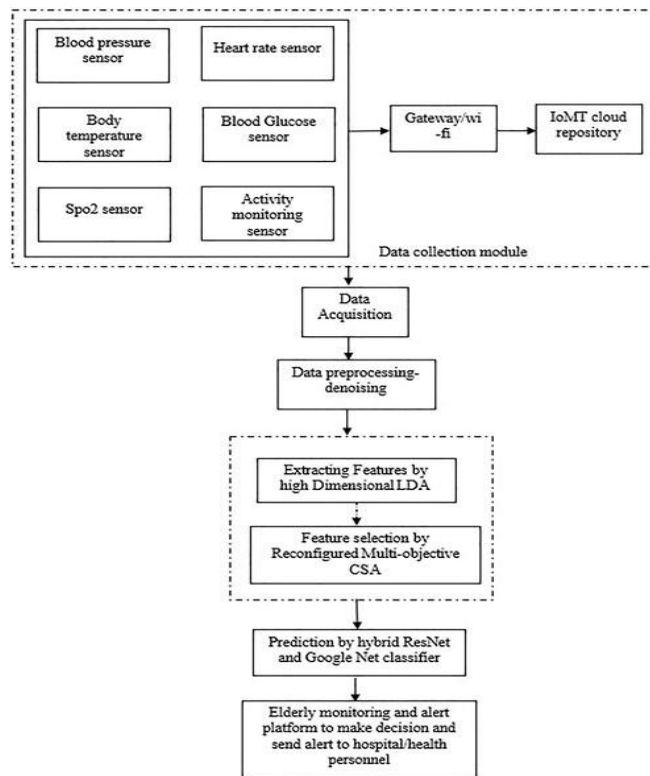 Blood pressure
sensor
Heart rate sensor
Body
temperature
sensor
Blood Glucose
sensor
Spo2 sensor
Activity
monitoring
sensor
Gateway/wi
-fi
IoMT cloud
repository
Data collection module
Data
Acquisition
Data preprocessing-
denoising
Extracting Features by
high Dimensional LDA
Feature selection by
Reconfigured Multi-objective
CSA
Prediction by hybrid ResNet
and Google Net classifier
Elderly monitoring and alert
platform to make decision and
send alert to hospital/health
personnel